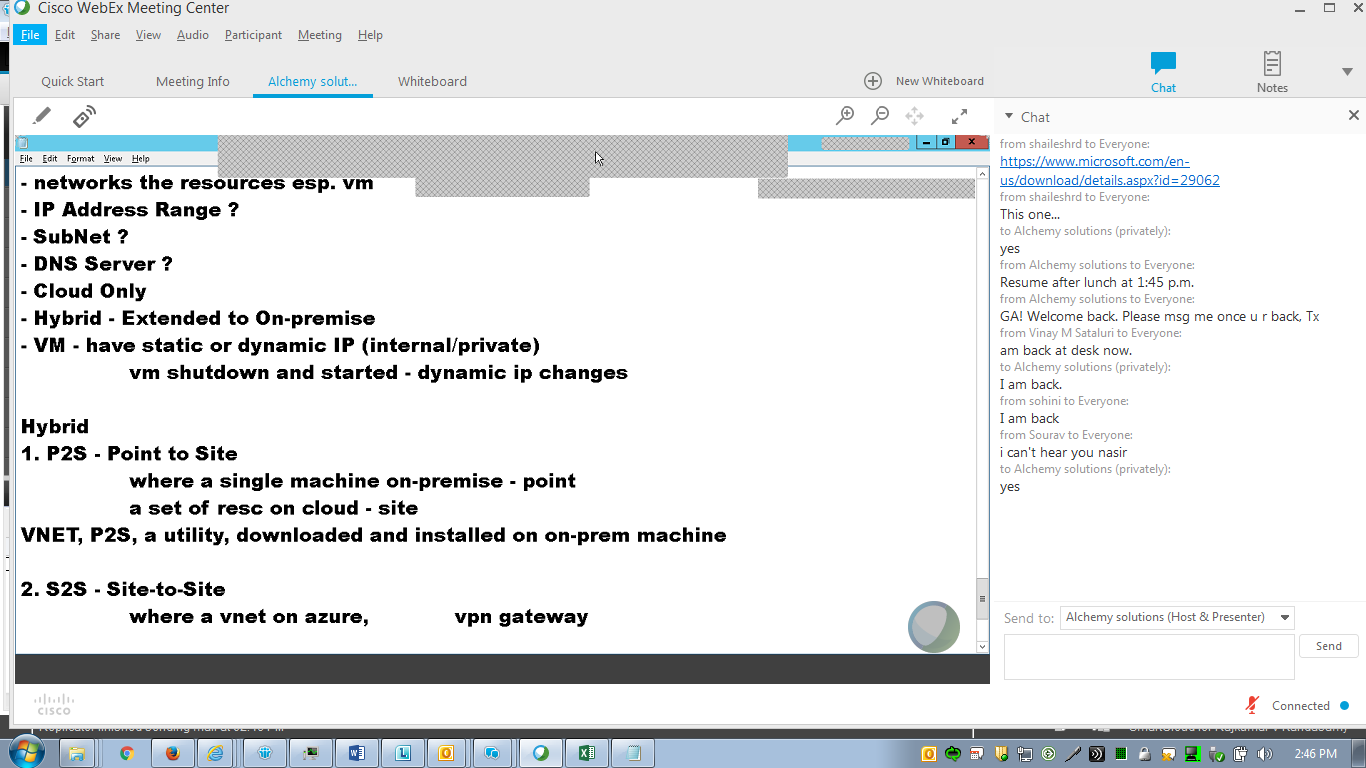 Cisco WebEx Meeting Center
File Edit Share View Audio Participant Meeting Help
Quick Start Meeting Info Alchemy solut... Whiteboard New Whiteboard Chat Notes
File Edit Format View Help
- networks the resources esp. vm
- IP Address Range ?
- SubNet ?
- DNS Server ?
- Cloud Only
- Hybrid - Extended to On-premise
- VM - have static or dynamic IP (internal/private)
vm shutdown and started - dynamic ip changes
Hybrid
1. P2S - Point to Site
where a single machine on-premise - point
a set of resc on cloud - site
VNET, P2S, a utility, downloaded and installed on on-prem machine
2. S2S - Site-to-Site
where a vnet on azure, vpn gateway
Chat
from shaileshrd to Everyone:
https://www.microsoft.com/en-
us/download/details.aspx?id=29062
from shaileshrd to Everyone:
This one...
to Alchemy solutions (privately):
yes
from Alchemy solutions to Everyone:
Resume after lunch at 1:45 p.m.
from Alchemy solutions to Everyone:
GA! Welcome back. Please msg me once u r back, Tx
from Vinay M Sataluri to Everyone:
am back at desk now.
to Alchemy solutions (privately):
I am back.
from sohini to Everyone:
I am back
from Sourav to Everyone:
i can't hear you nasir
to Alchemy solutions (privately):
yes
Send to: Alchemy solutions (Host & Presenter)
Send
CISCO
Connected
2:46 PM